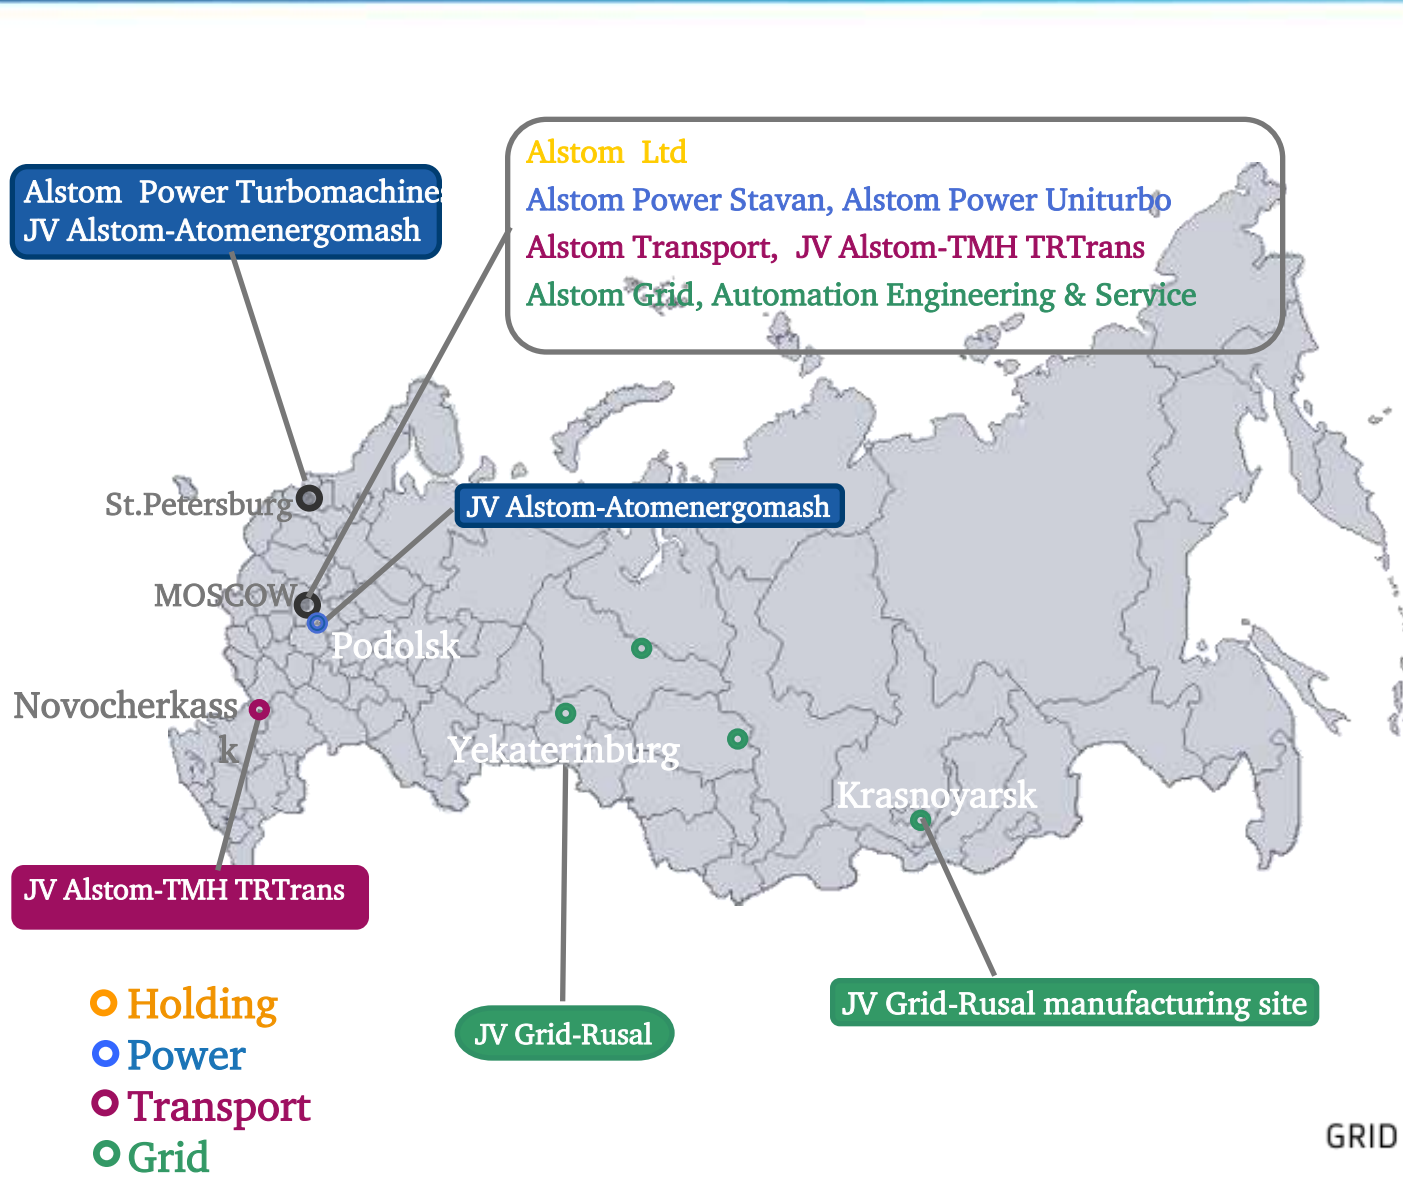 Alstom Ltd
Alstom Power Stavan, Alstom Power Uniturbo
Alstom Transport, JV Alstom-TMH TRTrans
Alstom Grid, Automation Engineering & Service
Alstom Power Turbomachines
JV Alstom-Atomenergomash
St.Petersburg
JV Alstom-Atomenergomash
MOSCOW
Podolsk
Novocherkass
k
Yekaterinburg
Krasnoyarsk
JV Alstom-TMH TRTrans
JV Grid-Rusal manufacturing site
JV Grid-Rusal
Holding
Power
Transport
Grid
GRID